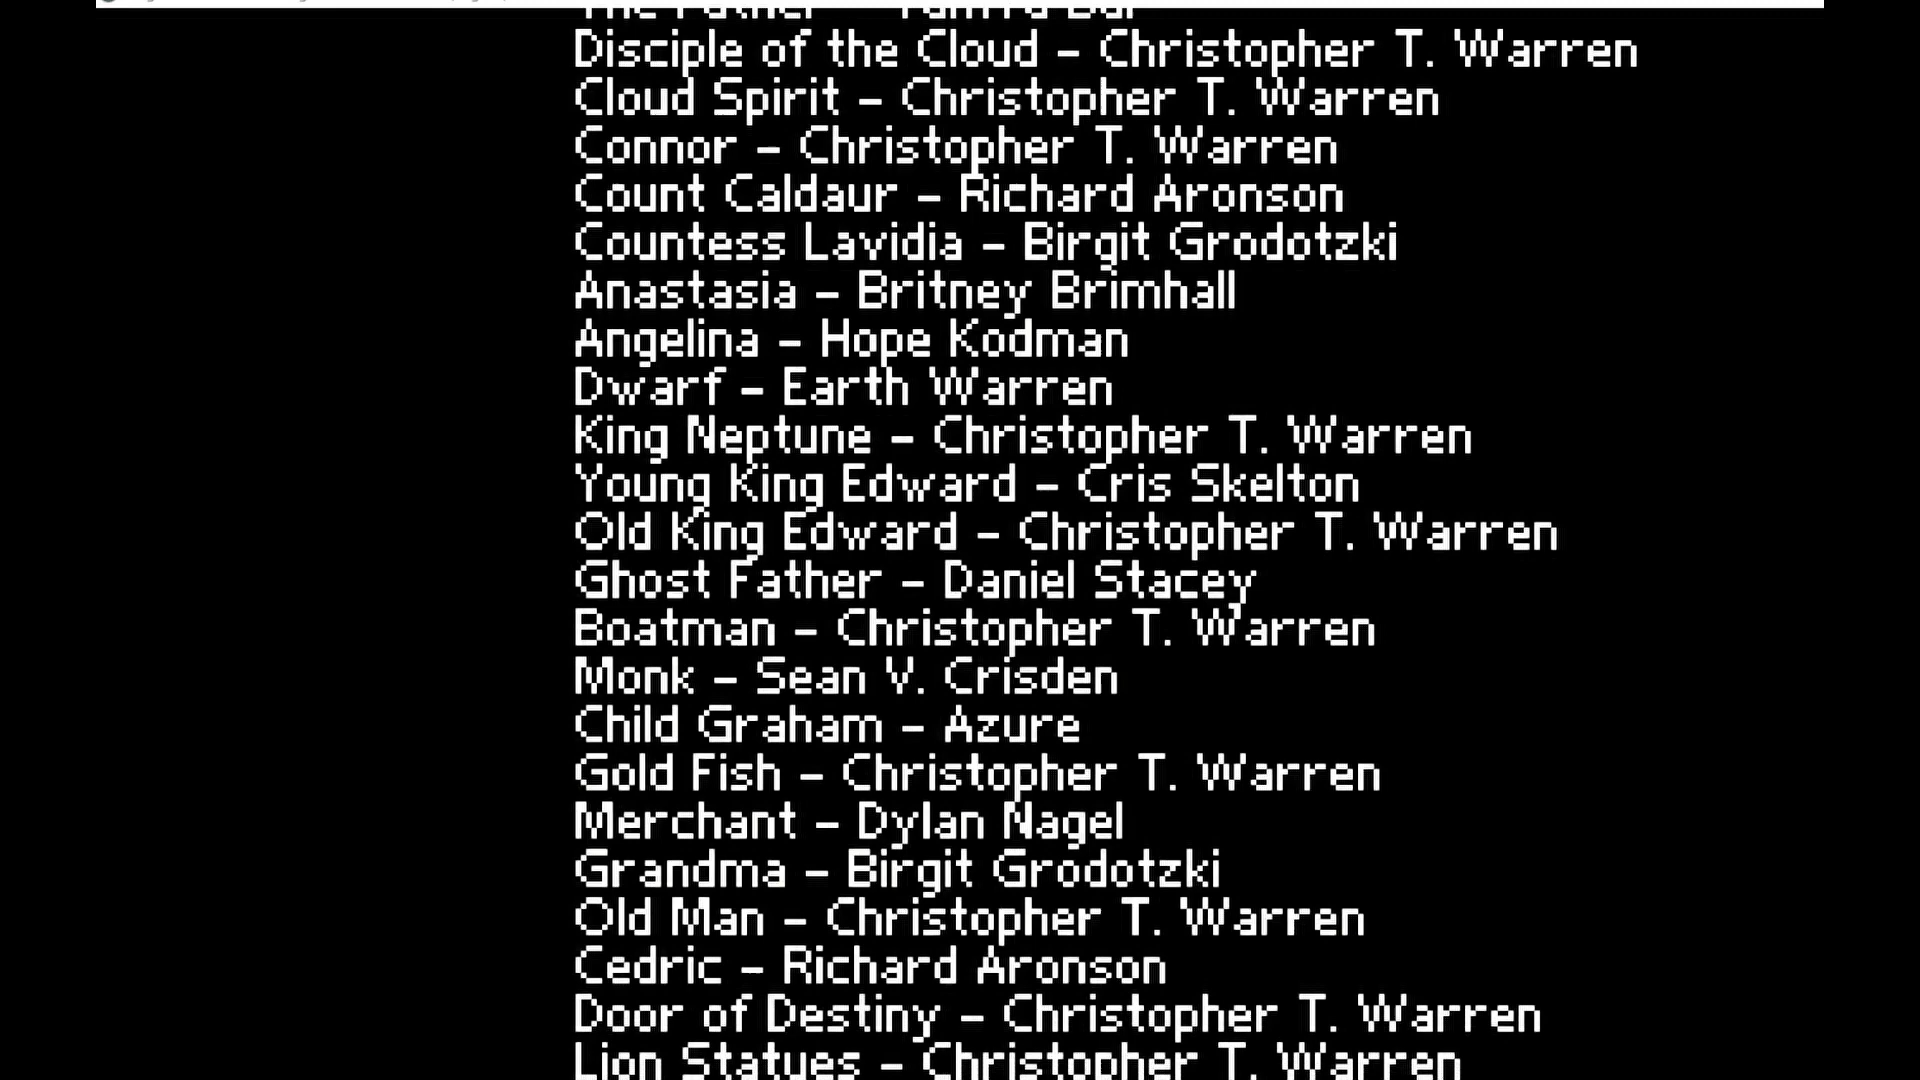 The Father –
Disciple of the Cloud – Christopher T. Warren
Cloud Spirit – Christopher T. Warren
Connor – Christopher T. Warren
Count Caldaur – Richard Aronson
Countess Lavidia – Birgit Grodotzki
Anastasia – Britney Brimhall
Angelina – Hope Kodman
Dwarf – Earth Warren
King Neptune – Christopher T. Warren
Young King Edward – Cris Skelton
Old King Edward – Christopher T. Warren
Ghost Father – Daniel Stacey
Boatman – Christopher T. Warren
Monk – Sean V. Crisden
Child Graham – Azure
Gold Fish – Christopher T. Warren
Merchant – Dylan Nagel
Grandma – Birgit Grodotzki
Old Man – Christopher T. Warren
Cedric – Richard Aronson
Door of Destiny – Christopher T. Warren
Lion Statues – Christopher T. Warren